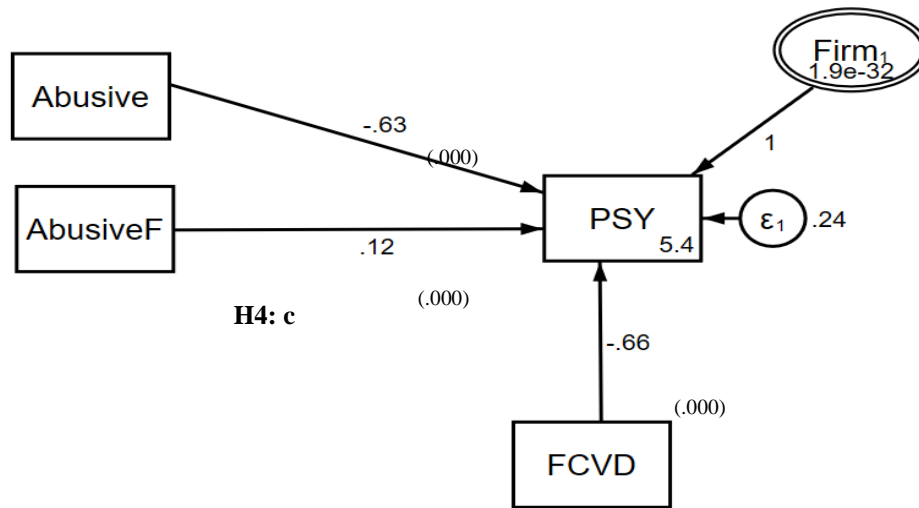 Firm₁
1.9e-32
Abusive
-.63
(.000)
1
AbusiveF
PSY
5.4
ε₁
.24
.12
(.000)
H4: c
-.66
(.000)
FCVD